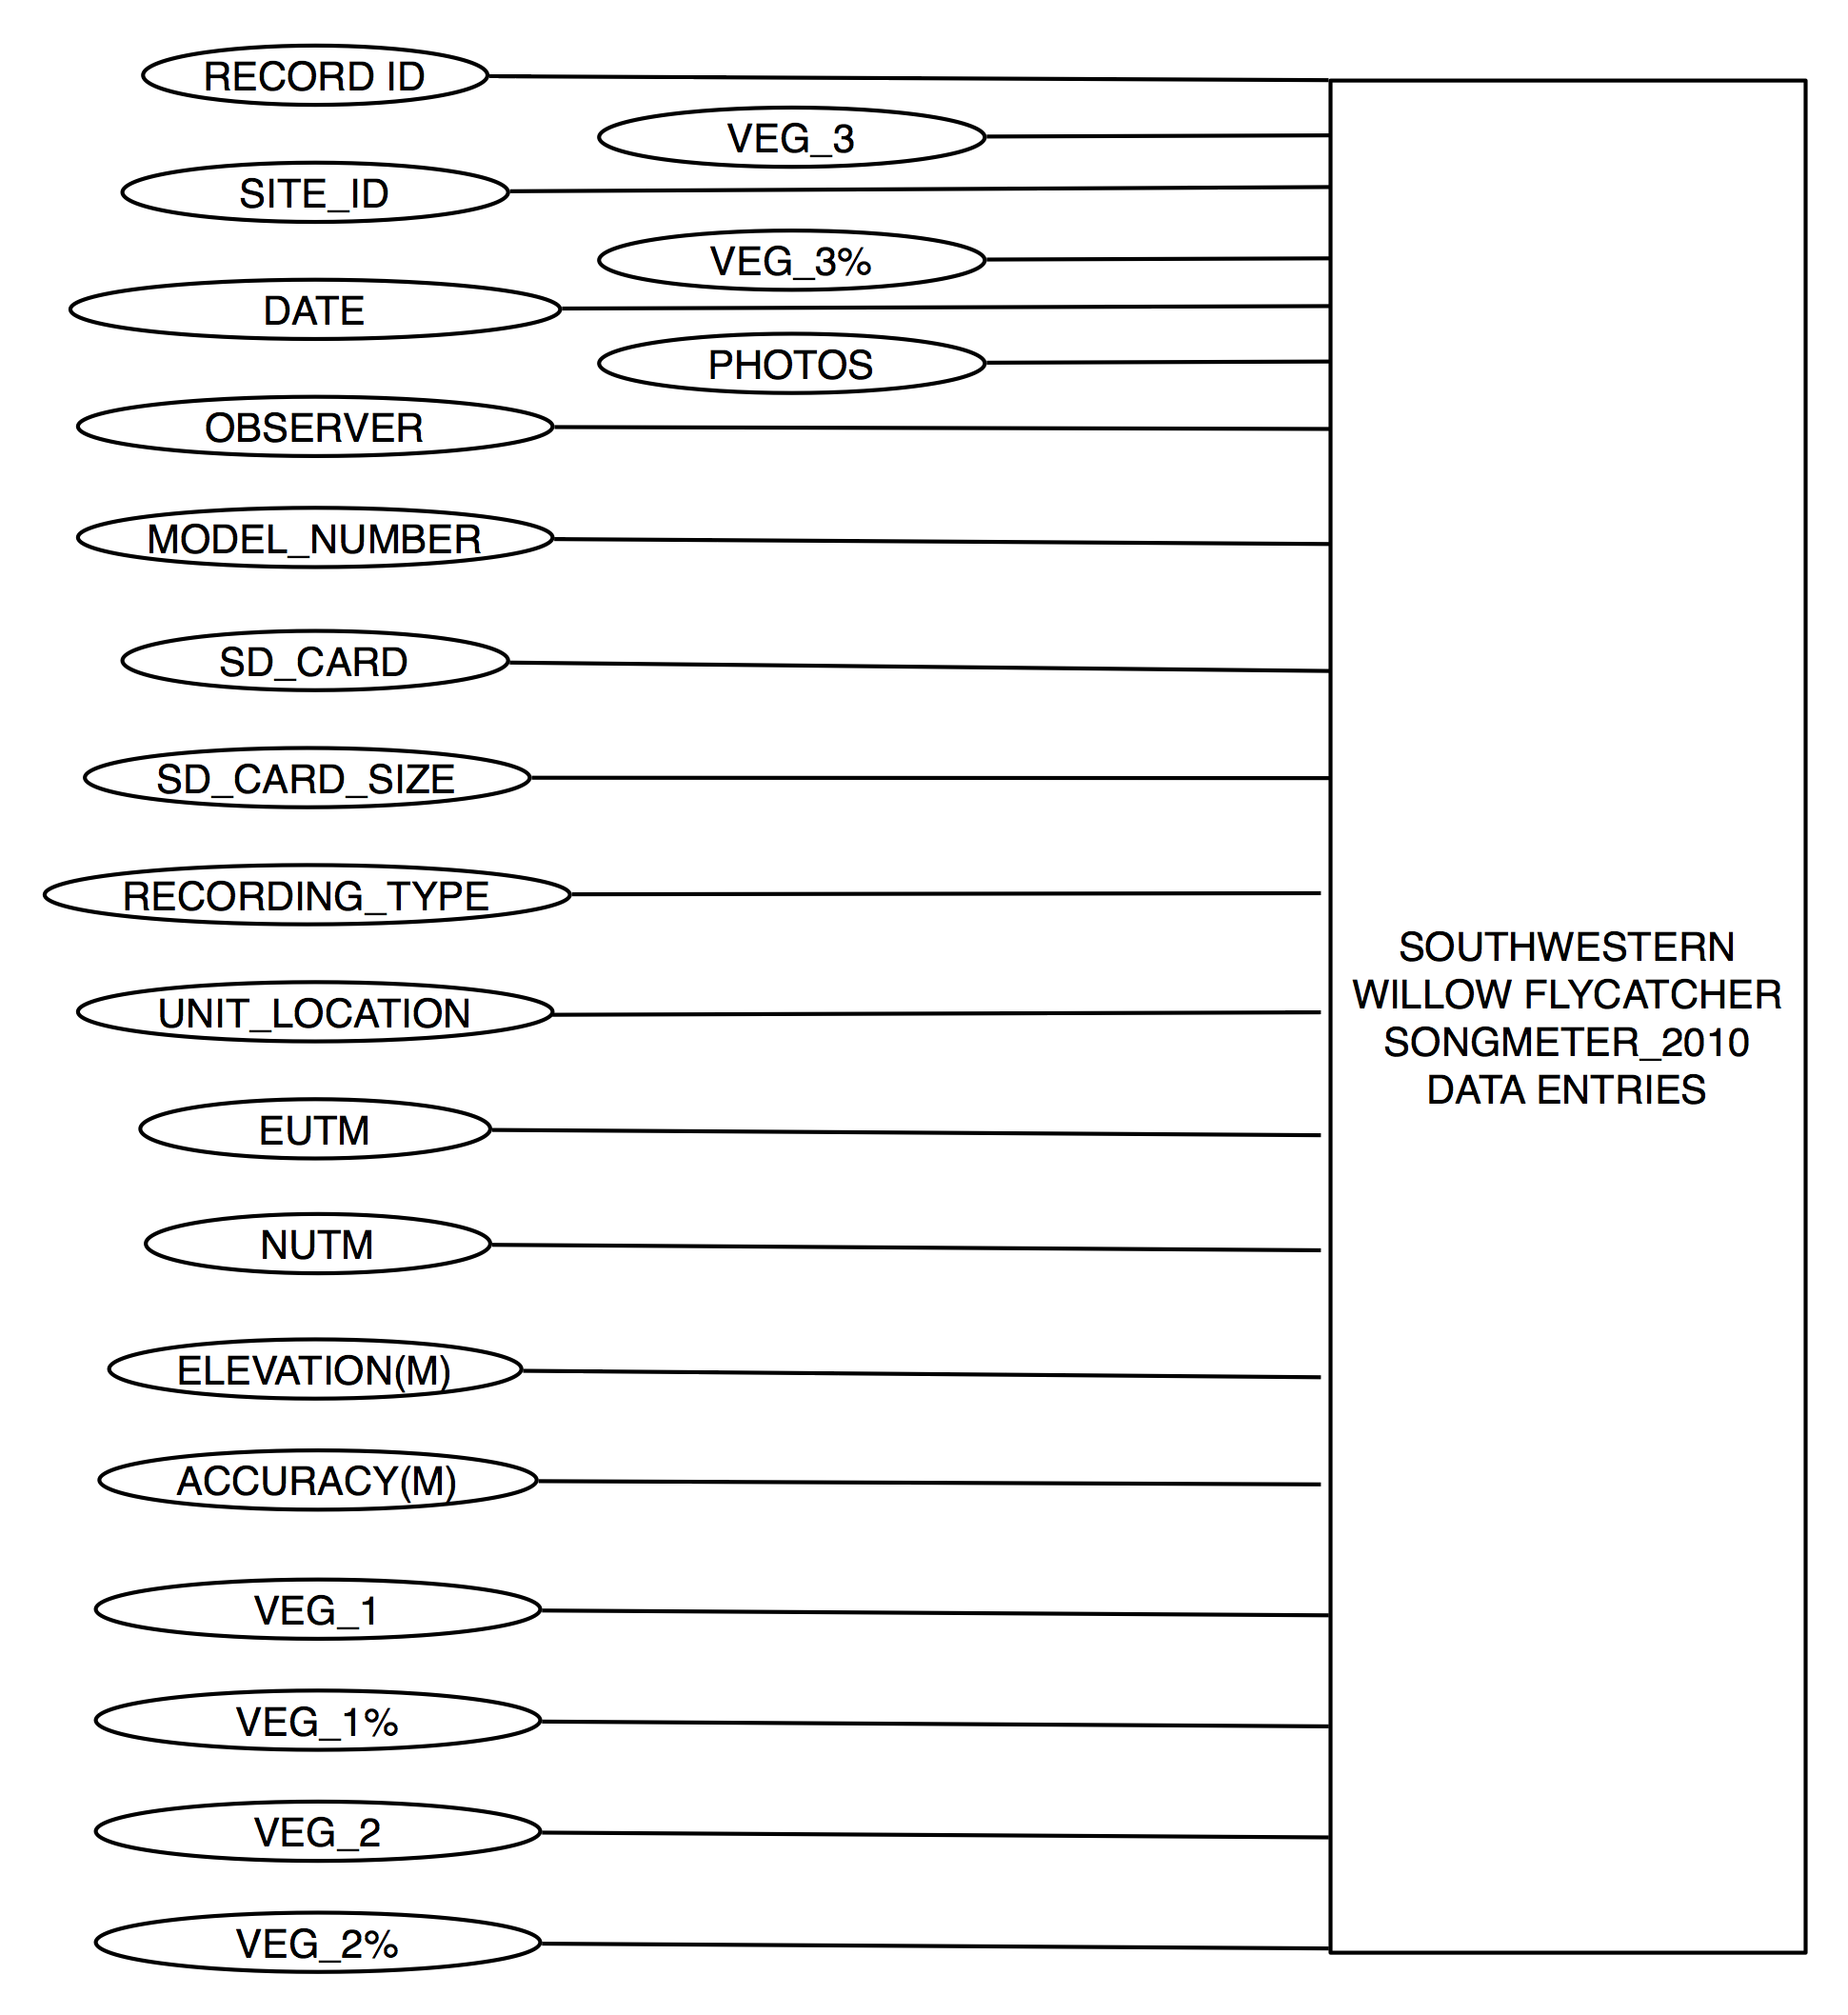 RECORD ID
VEG_3
SITE_ID
VEG_3%
DATE
PHOTOS
OBSERVER
MODEL_NUMBER
SD_CARD
SD_CARD_SIZE
RECORDING_TYPE
UNIT_LOCATION
EUTM
NUTM
ELEVATION(M)
ACCURACY(M)
VEG_1
VEG_1%
VEG_2
VEG_2%
SOUTHWESTERN
WILLOW FLYCATCHER
SONGMETER_2010
DATA ENTRIES